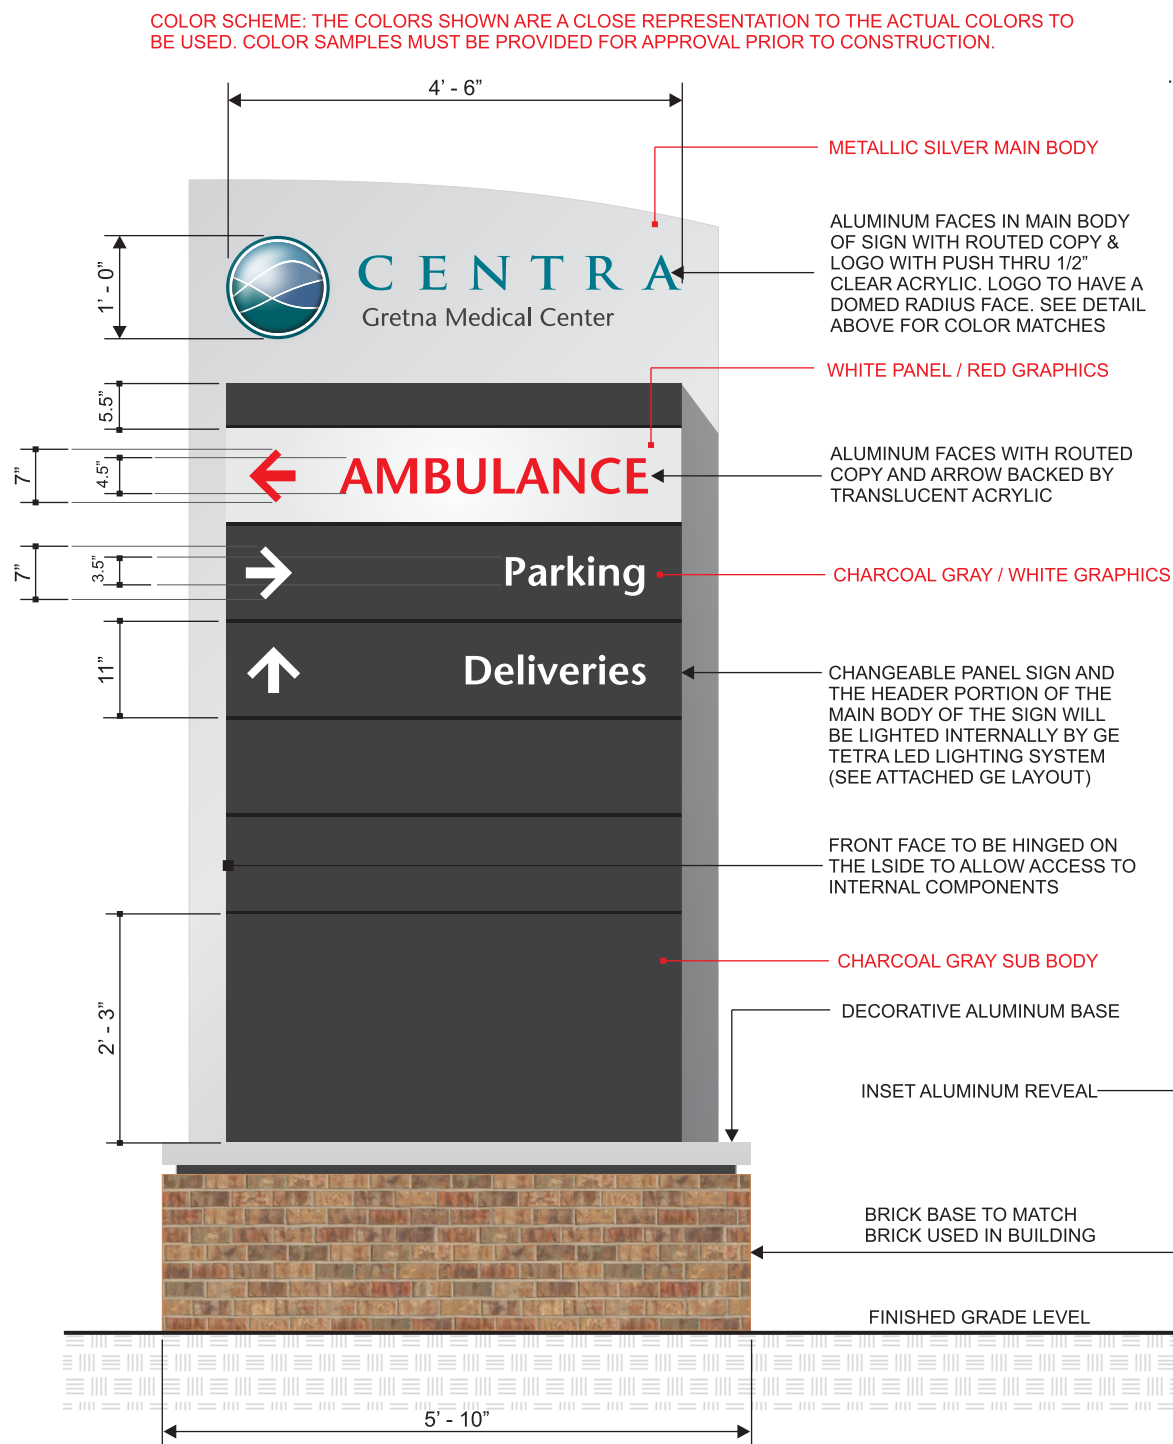 COLOR SCHEME: THE COLORS SHOWN ARE A CLOSE REPRESENTATION TO THE ACTUAL COLORS TO
BE USED. COLOR SAMPLES MUST BE PROVIDED FOR APPROVAL PRIOR TO CONSTRUCTION.
4' - 6”
METALLIC SILVER MAIN BODY
ALUMINUM FACES IN MAIN BODY
OF SIGN WITH ROUTED COPY &
LOGO WITH PUSH THRU 1/2”
CLEAR ACRYLIC. LOGO TO HAVE A
DOMED RADIUS FACE. SEE DETAIL
ABOVE FOR COLOR MATCHES
1' - 0”
CENTRA
Gretna Medical Center
WHITE PANEL / RED GRAPHICS
5.5”
7”
4.5”
AMBULANCE
ALUMINUM FACES WITH ROUTED
COPY AND ARROW BACKED BY
TRANSLUCENT ACRYLIC
7”
3.5”
Parking
CHARCOAL GRAY / WHITE GRAPHICS
11”
Deliveries
CHANGEABLE PANEL SIGN AND
THE HEADER PORTION OF THE
MAIN BODY OF THE SIGN WILL
BE LIGHTED INTERNALLY BY GE
TETRA LED LIGHTING SYSTEM
(SEE ATTACHED GE LAYOUT)
FRONT FACE TO BE HINGED ON
THE LSIDE TO ALLOW ACCESS TO
INTERNAL COMPONENTS
CHARCOAL GRAY SUB BODY
2' - 3”
DECORATIVE ALUMINUM BASE
INSET ALUMINUM REVEAL
BRICK BASE TO MATCH
BRICK USED IN BUILDING
FINISHED GRADE LEVEL
5' - 10”